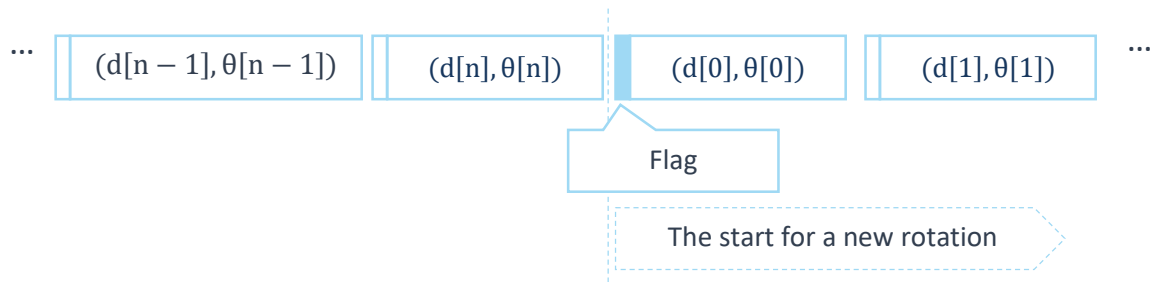 ... (d[n − 1], θ[n − 1]) (d[n], θ[n]) (d[0], θ[0]) (d[1], θ[1]) ...
Flag
The start for a new rotation